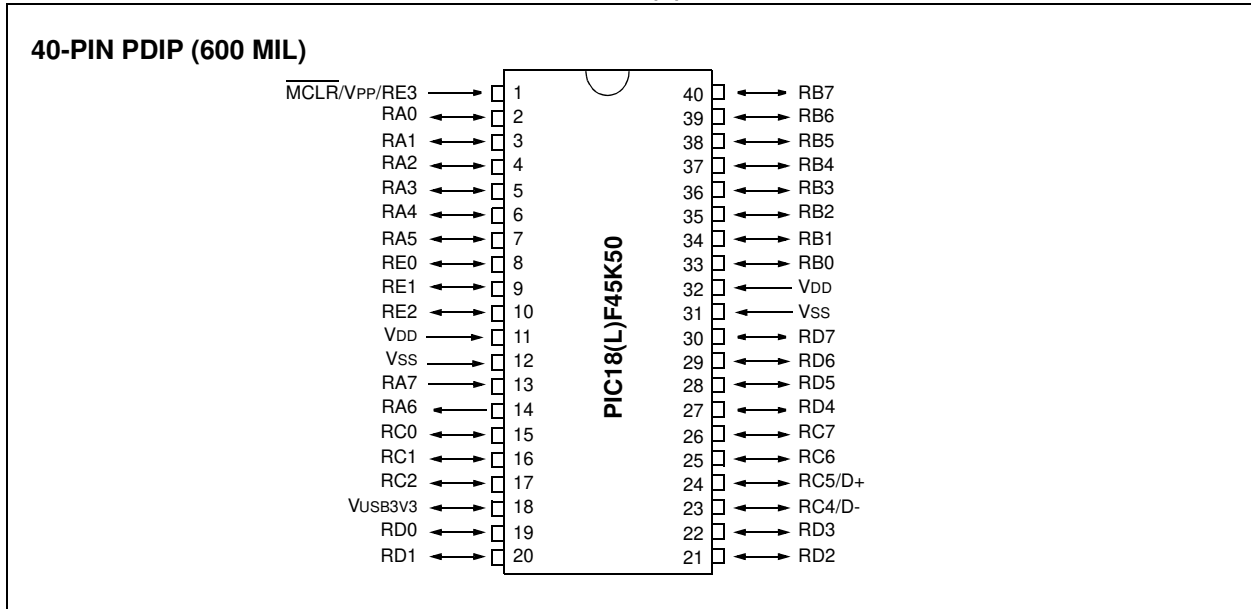 40-PIN PDIP (600 MIL)
MCLR/VPP/RE3 1 40 RB7
RA0 2 39 RB6
RA1 3 38 RB5
RA2 4 37 RB4
RA3 5 36 RB3
RA4 6 35 RB2
RA5 7 34 RB1
RE0 8 33 RB0
RE1 9 32 VDD
RE2 10 31 VSS
VDD 11 30 RD7
VSS 12 29 RD6
RA7 13 28 RD5
RA6 14 27 RD4
RC0 15 26 RC7
RC1 16 25 RC6
RC2 17 24 RC5/D+
VUSB3V3 18 23 RC4/D-
RD0 19 22 RD3
RD1 20 21 RD2
PIC18(L)F45K50